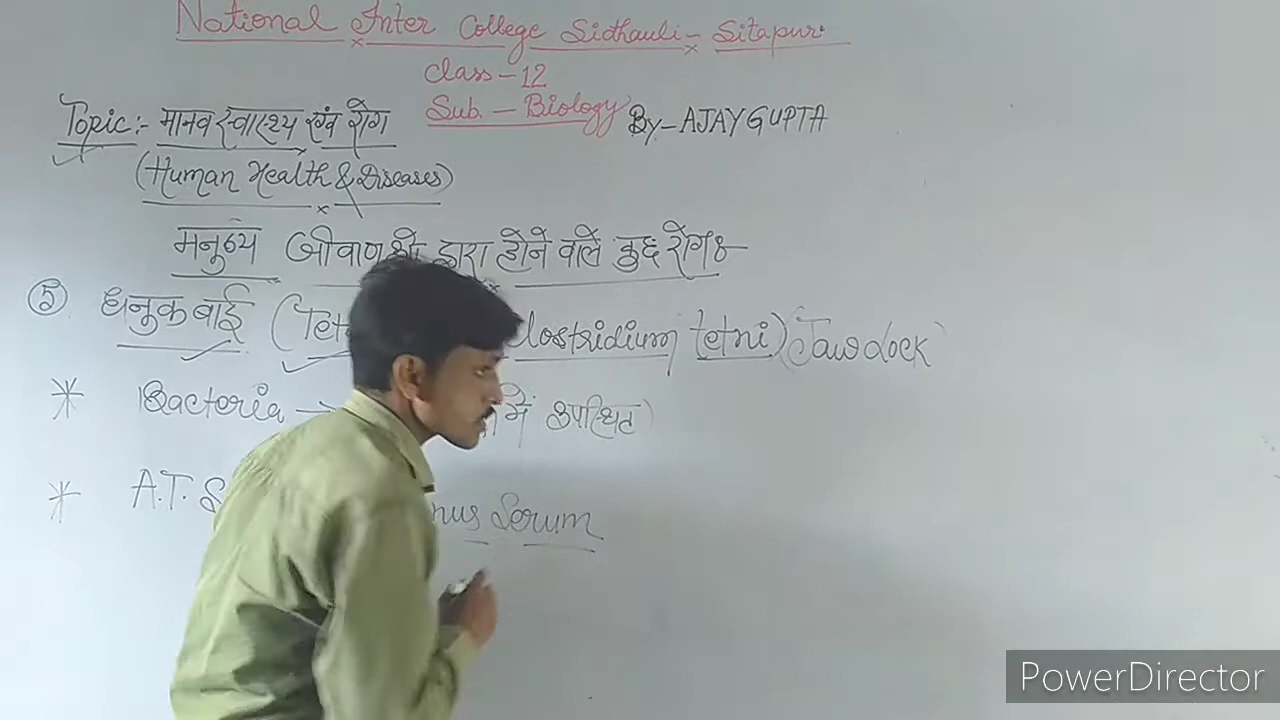 National Inter College Sidhauli - Sitapur
Class - 12
Sub. - Biology By:- AJAY GUPTA
Topic:- मानव स्वास्थ्य एवं रोग
(Human Health & Diseases)
मनुष्य जीवाणुओं द्वारा होने वाले कुछ रोग :-
⑤ धनुकबाई ( tetni) (Jaw Lock)
* Bacteria → में उपस्थित)
* A.T. S Serum
PowerDirector